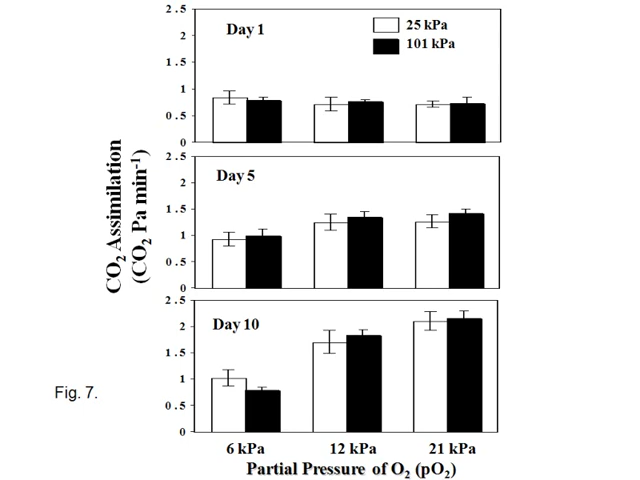 2.5
2
1.5
1
0.5
0
Day 1
25 kPa
101 kPa
2.5
2
1.5
1
0.5
0
Day 5
2.5
2
1.5
1
0.5
0
Day 10
CO₂ Assimilation
(CO₂ Pa min⁻¹)
6 kPa 12 kPa 21 kPa
Partial Pressure of O₂ (pO₂)
Fig. 7.